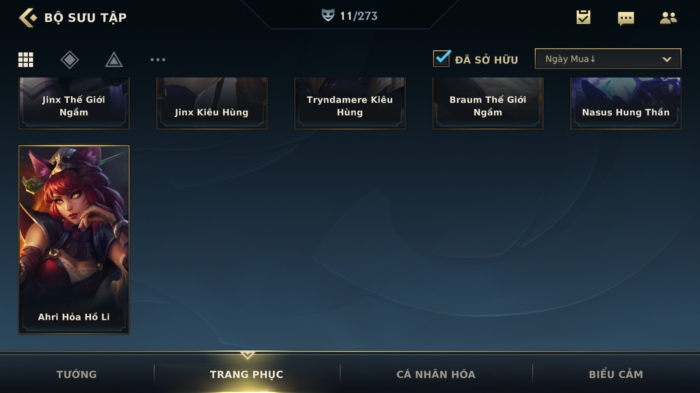 BỘ SƯU TẬP
11/273
ĐÃ SỞ HỮU
Ngày Mua↓
Jinx Thế Giới
Ngầm
Jinx Kiêu Hùng
Tryndamere Kiêu
Hùng
Braum Thế Giới
Ngầm
Nasus Hung Thần
Ahri Hỏa Hồ Li
TƯỚNG
TRANG PHỤC
CÁ NHÂN HÓA
BIỂU CẢM